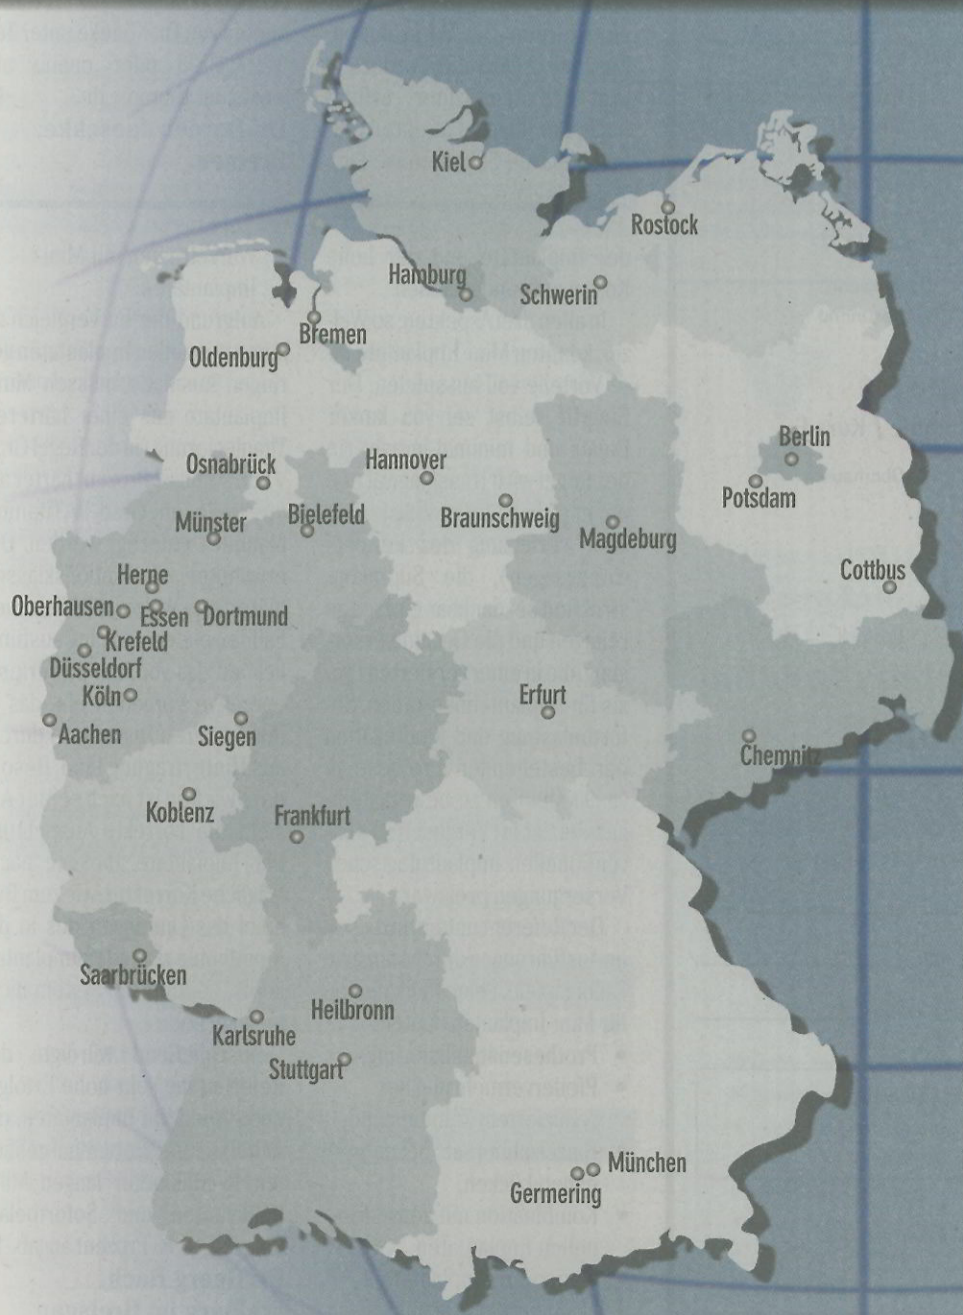 Kiel
Rostock
Hamburg
Schwerin
Bremen
Oldenburg
Berlin
Hannover
Osnabrück
Potsdam
Braunschweig
Bielefeld
Münster
Magdeburg
Cottbus
Herne
Oberhausen
Essen
Dortmund
Krefeld
Düsseldorf
Köln
Erfurt
Aachen
Siegen
Chemnitz
Koblenz
Frankfurt
Saarbrücken
Heilbronn
Karlsruhe
Stuttgart
München
Germering